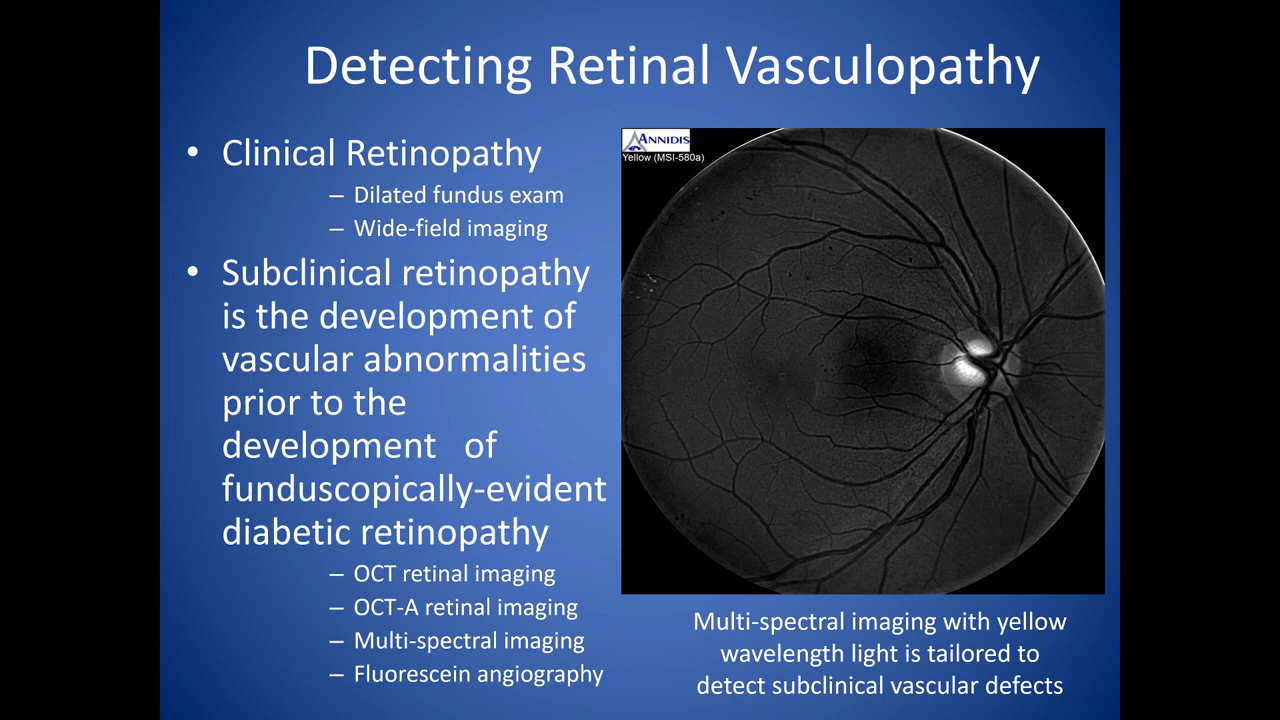 Detecting Retinal Vasculopathy
• Clinical Retinopathy
– Dilated fundus exam
– Wide-field imaging
• Subclinical retinopathy
is the development of
vascular abnormalities
prior to the
development of
funduscopically-evident
diabetic retinopathy
– OCT retinal imaging
– OCT-A retinal imaging
– Multi-spectral imaging
– Fluorescein angiography
ANNIDIS
Yellow (MSI-580a)
Multi-spectral imaging with yellow
wavelength light is tailored to
detect subclinical vascular defects